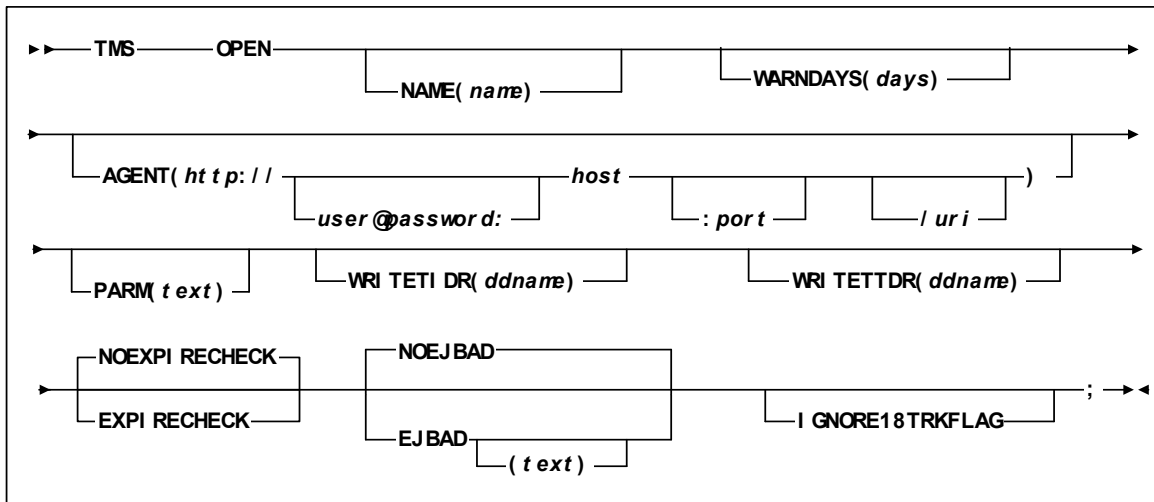 TMS OPEN
NAME(name) WARNDAYS(days)
AGENT(http:// host )
user@password: :port /uri
PARM(text) WRITETIDR(ddname) WRITETTDR(ddname)
NOEXPIRECHECK NOEJBAD
;
EXPIRECHECK EJBAD IGNORE18TRKFLAG
(text)